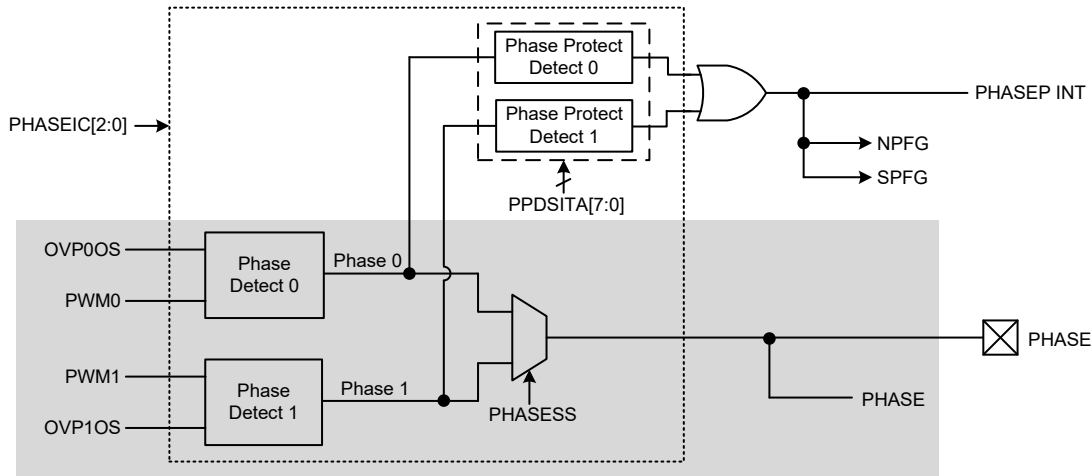 Phase Protect
Detect 0
PHASEP INT
Phase Protect
Detect 1
PHASEIC[2:0]
NPFG
SPFG
PPDSITA[7:0]
OVP0OS
Phase
Detect 0
Phase 0
PWM0
PHASE
PWM1
Phase
Detect 1
Phase 1
PHASESS
PHASE
OVP1OS